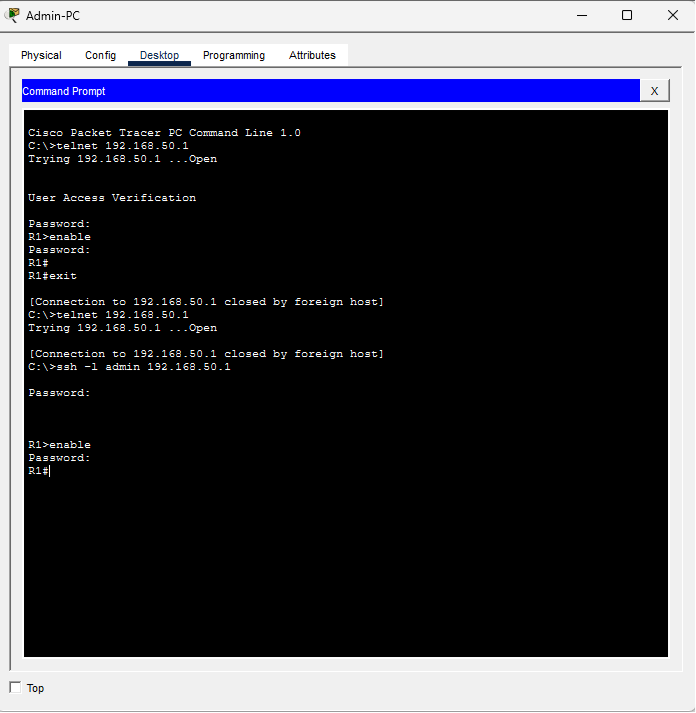 Admin-PC
Physical Config Desktop Programming Attributes
Command Prompt
X
Cisco Packet Tracer PC Command Line 1.0
C:\>telnet 192.168.50.1
Trying 192.168.50.1 ...Open
User Access Verification
Password:
R1>enable
Password:
R1#
R1#exit
[Connection to 192.168.50.1 closed by foreign host]
C:\>telnet 192.168.50.1
Trying 192.168.50.1 ...Open
[Connection to 192.168.50.1 closed by foreign host]
C:\>ssh -l admin 192.168.50.1
Password:
R1>enable
Password:
R1#
Top